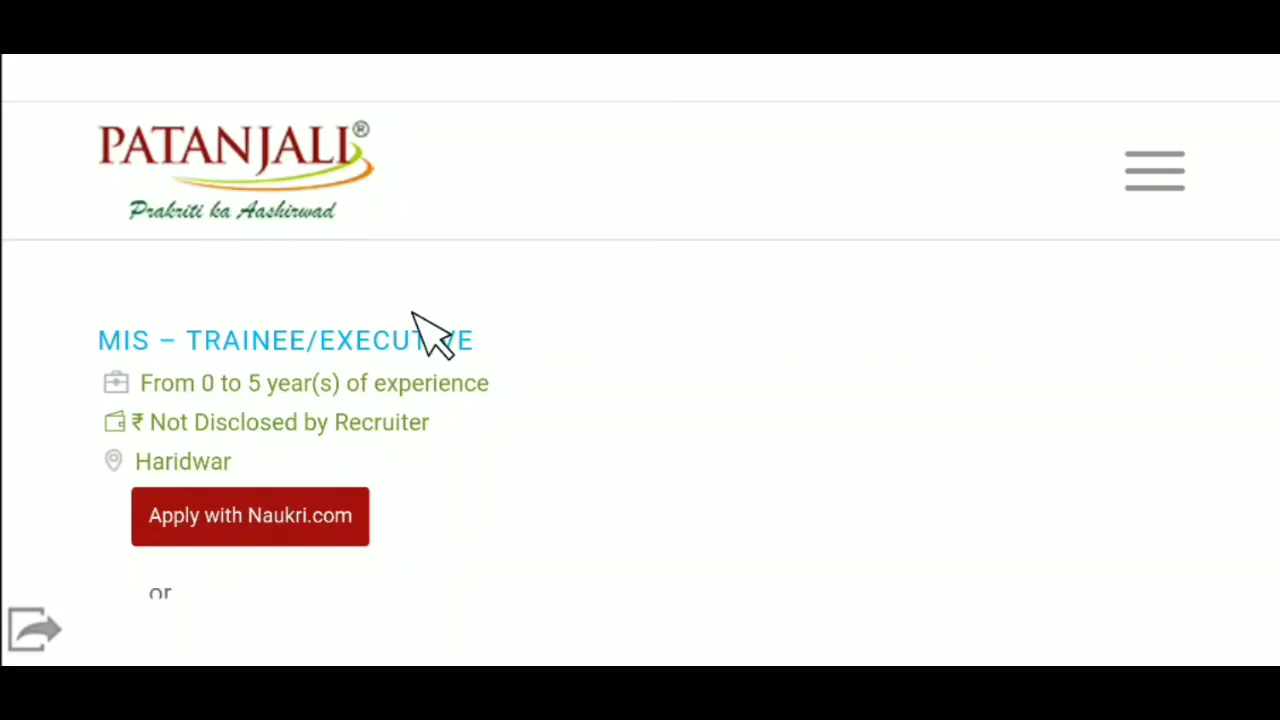 PATANJALI®
Prakriti ka Aashirwad
MIS – TRAINEE/EXECUTIVE
From 0 to 5 year(s) of experience
₹ Not Disclosed by Recruiter
Haridwar
Apply with Naukri.com
or